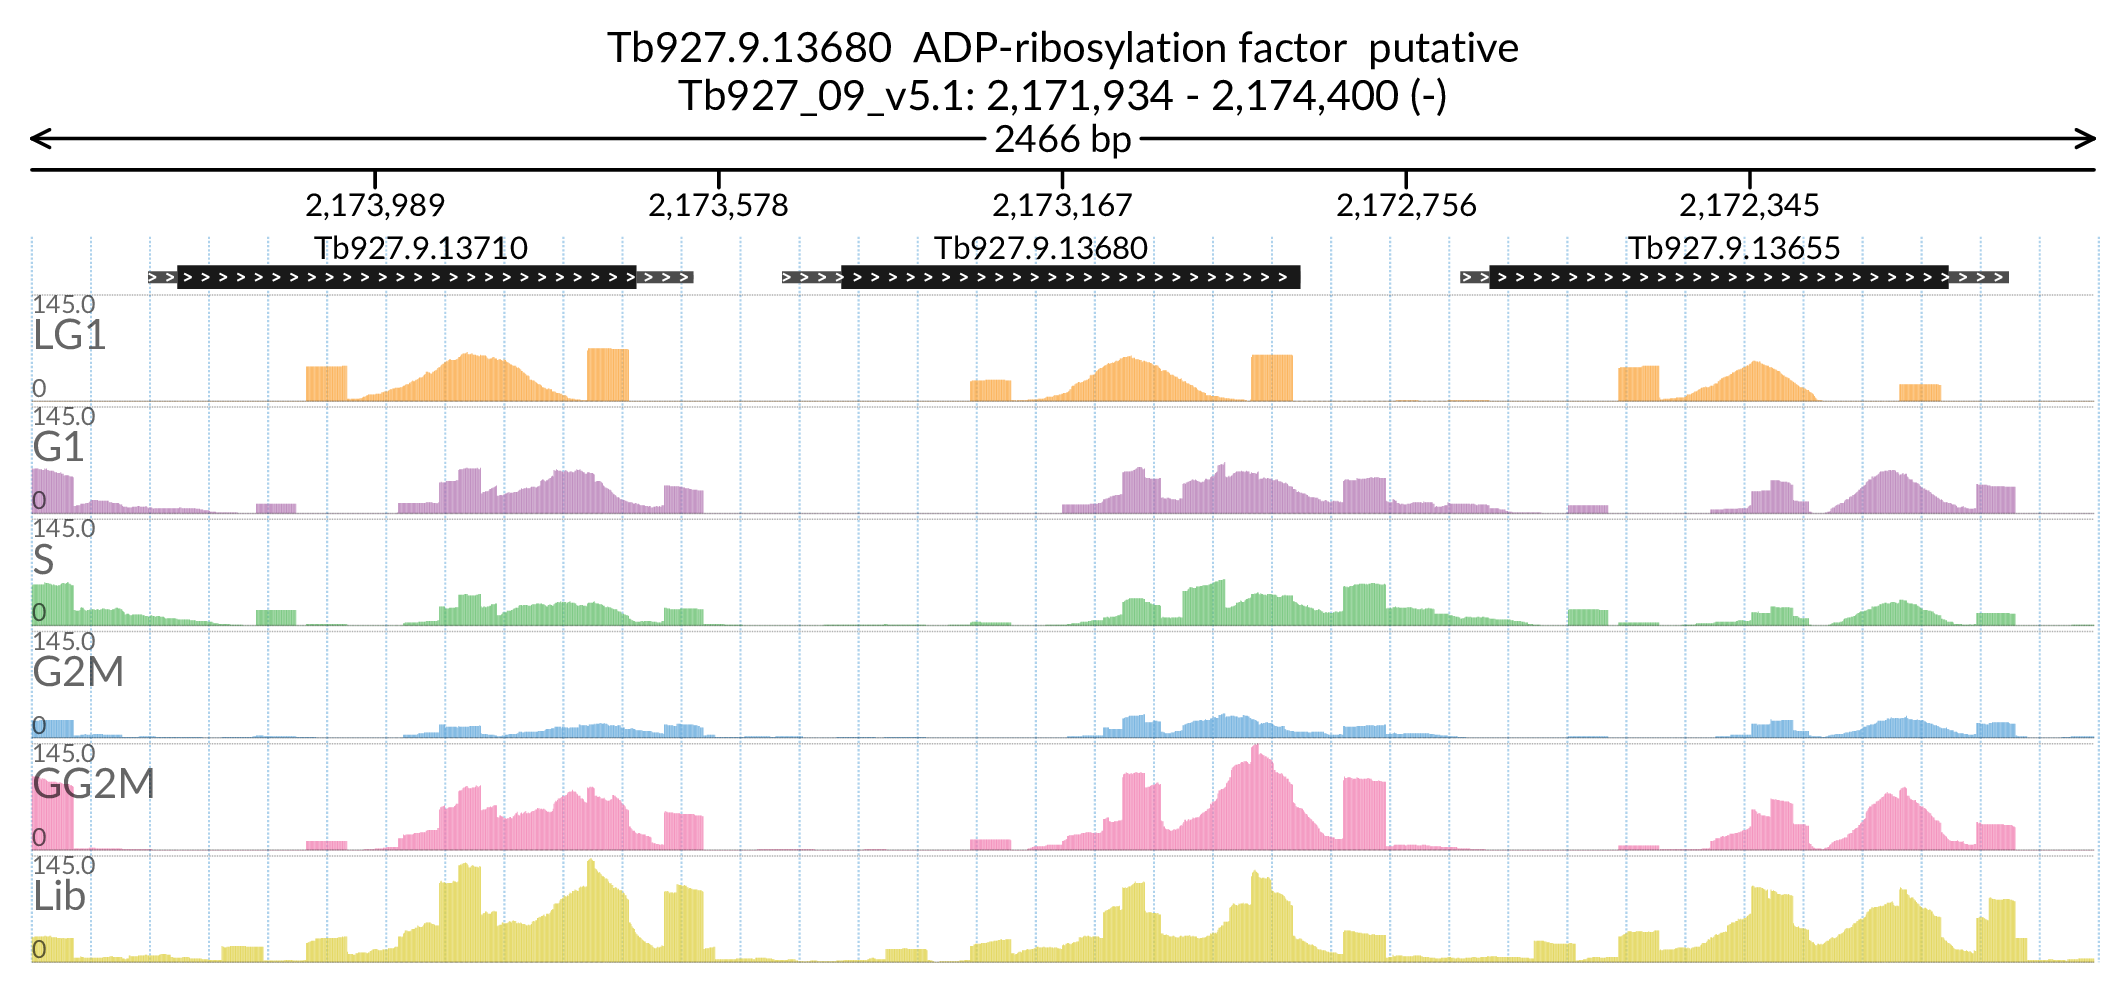 Tb927.9.13680  ADP-ribosylation factor  putative
Tb927_09_v5.1: 2,171,934 - 2,174,400 (-)
2466 bp
2,173,989 2,173,578 2,173,167 2,172,756 2,172,345
Tb927.9.13710 Tb927.9.13680 Tb927.9.13655
145.0
LG1
0
145.0
G1
0
145.0
S
0
145.0
G2M
0
145.0
GG2M
0
145.0
Lib
0